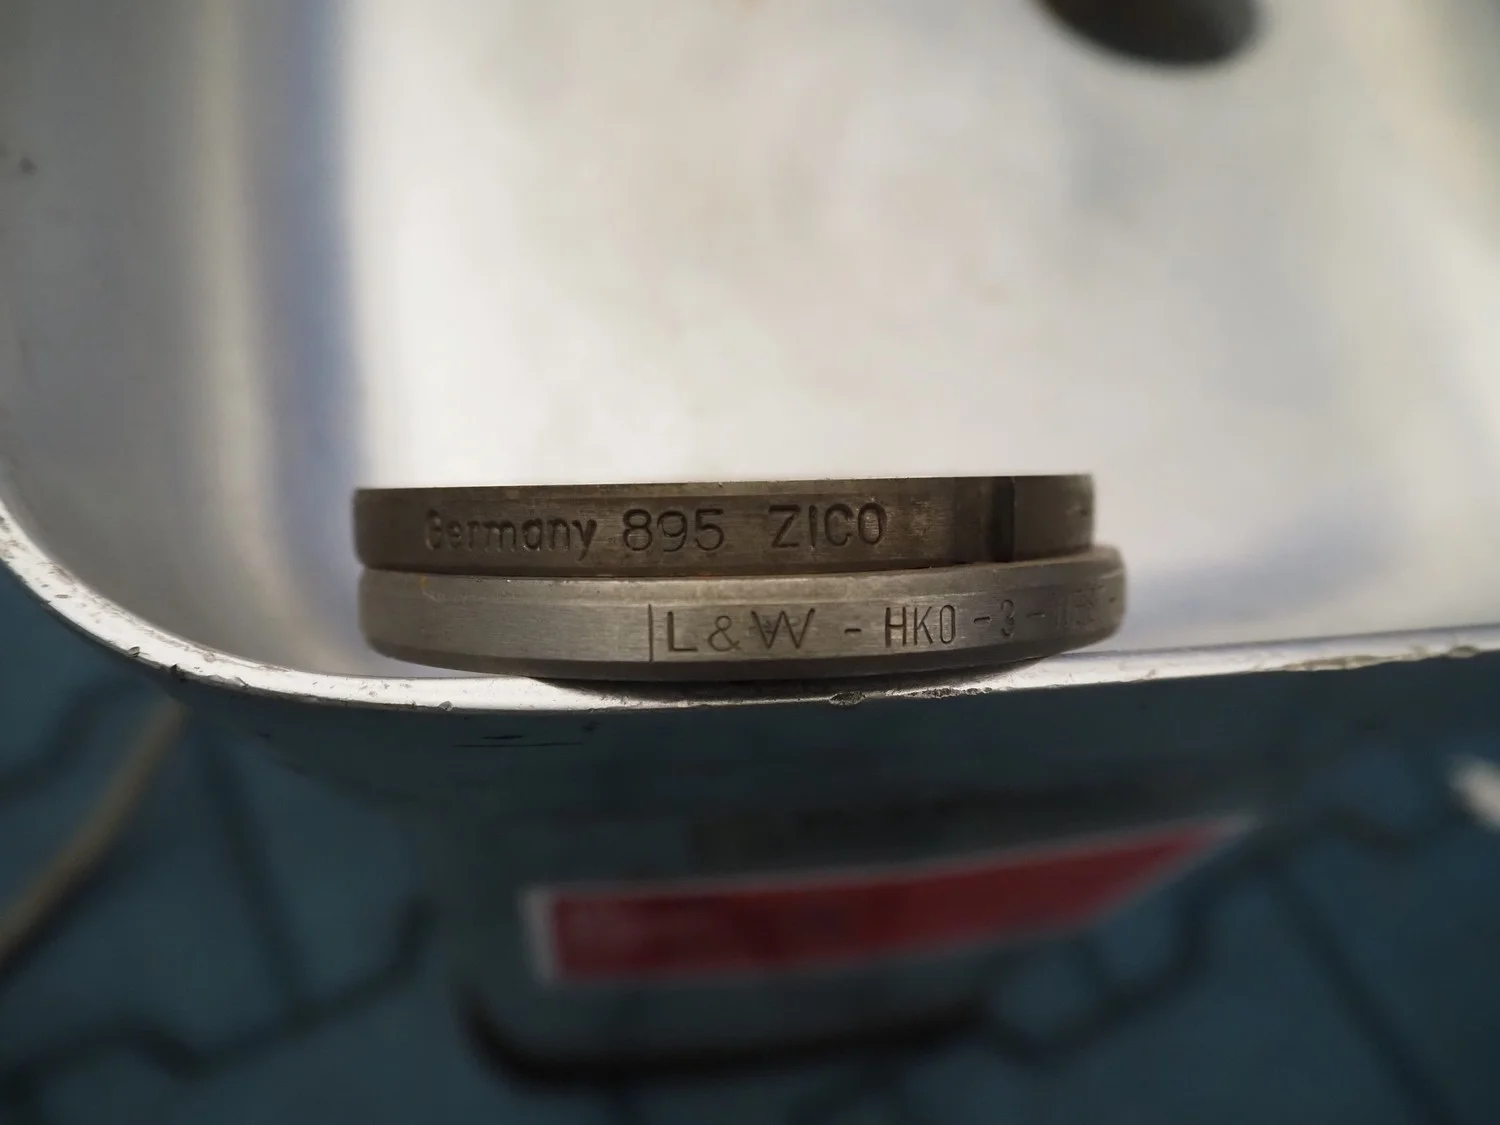 Germany 895 ZICO
L & W - HKO - 3 -